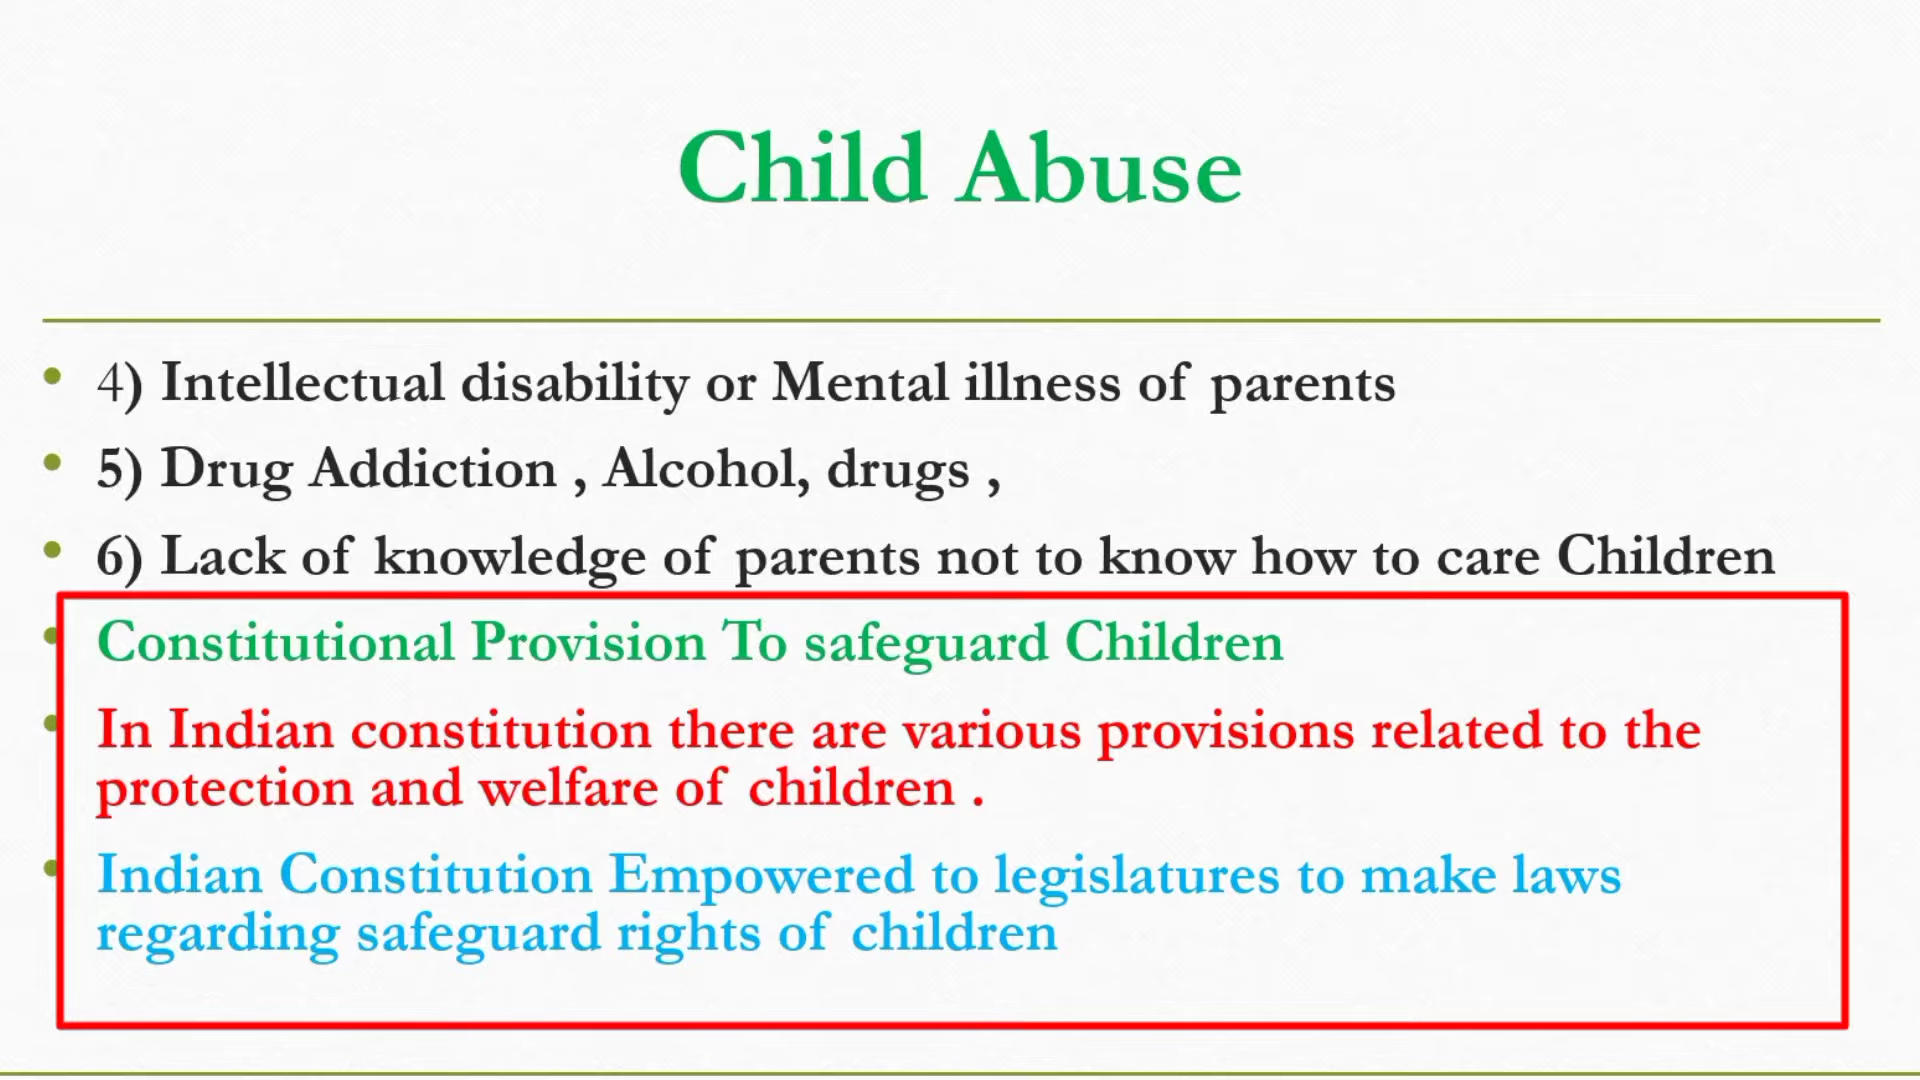 Child Abuse
• 4) Intellectual disability or Mental illness of parents
• 5) Drug Addiction , Alcohol, drugs ,
• 6) Lack of knowledge of parents not to know how to care Children
• Constitutional Provision To safeguard Children
• In Indian constitution there are various provisions related to the
protection and welfare of children .
• Indian Constitution Empowered to legislatures to make laws
regarding safeguard rights of children